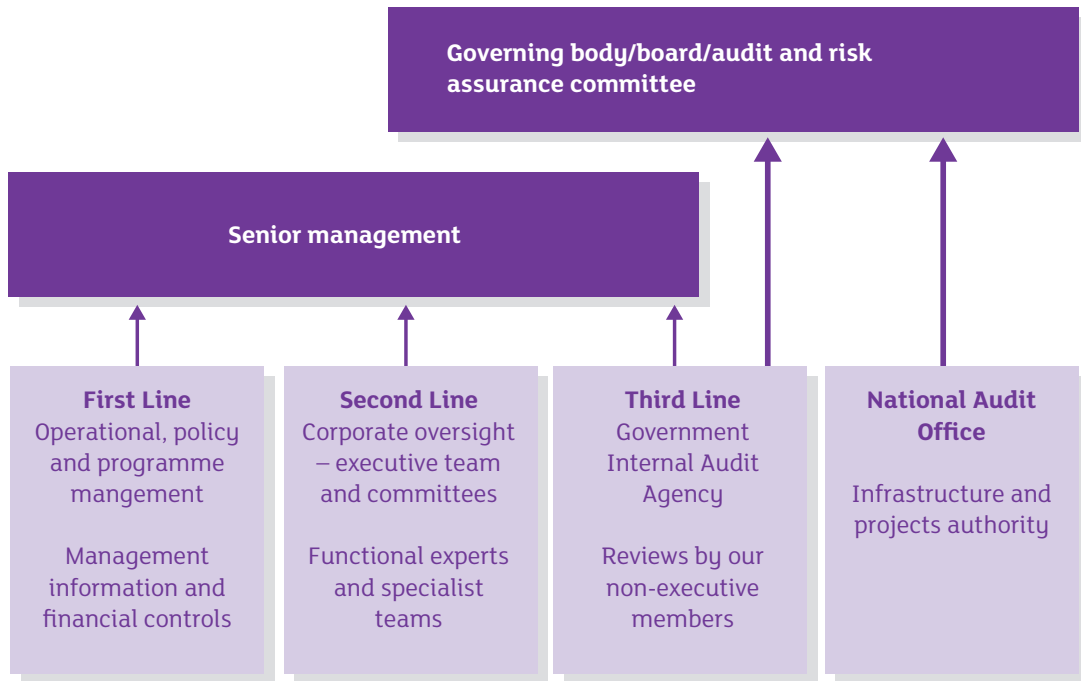 Governing body/board/audit and risk
assurance committee
Senior management
First Line
Operational, policy
and programme
mangement
Management
information and
financial controls
Second Line
Corporate oversight
– executive team
and committees
Functional experts
and specialist
teams
Third Line
Government
Internal Audit
Agency
Reviews by our
non-executive
members
National Audit
Office
Infrastructure and
projects authority